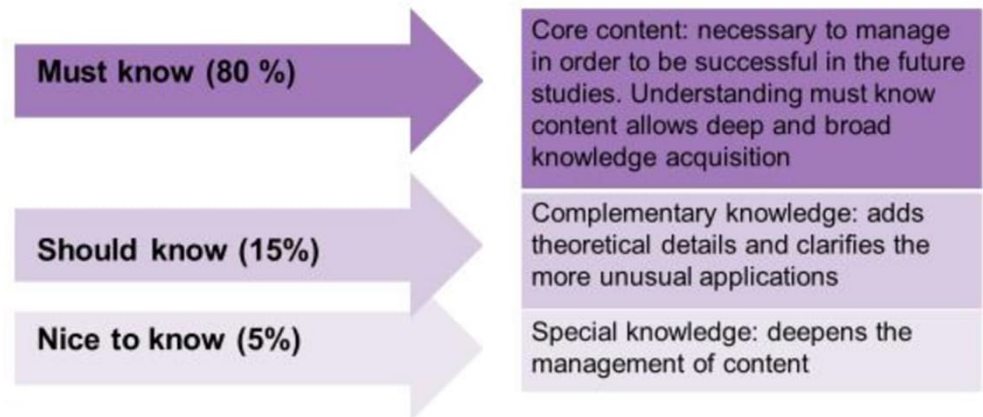 Must know (80 %)
Core content: necessary to manage
in order to be successful in the future
studies. Understanding must know
content allows deep and broad
knowledge acquisition
Should know (15%)
Complementary knowledge: adds
theoretical details and clarifies the
more unusual applications
Nice to know (5%)
Special knowledge: deepens the
management of content